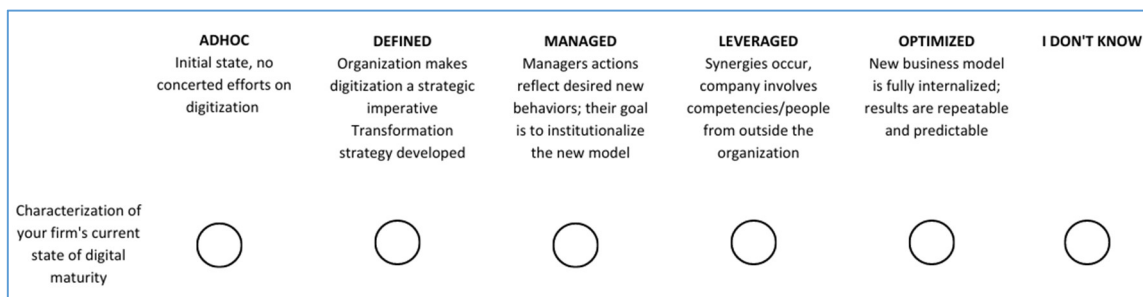 ADHOC
Initial state, no
concerted efforts on
digitization
DEFINED
Organization makes
digitization a strategic
imperative
Transformation
strategy developed
MANAGED
Managers actions
reflect desired new
behaviors; their goal
is to institutionalize
the new model
LEVERAGED
Synergies occur,
company involves
competencies/people
from outside the
organization
OPTIMIZED
New business model
is fully internalized;
results are repeatable
and predictable
I DON'T KNOW
Characterization of
your firm's current
state of digital
maturity